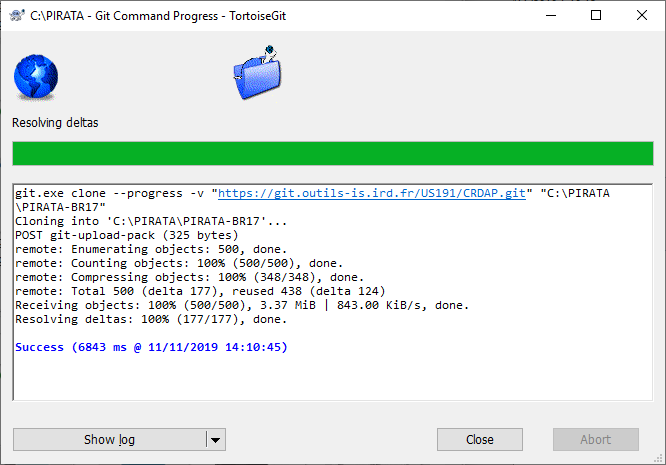 C:\PIRATA - Git Command Progress - TortoiseGit
Resolving deltas
git.exe clone --progress -v "https://git.outils-is.ird.fr/US191/CRDAP.git" "C:\PIRATA
\PIRATA-BR17"
Cloning into 'C:\PIRATA\PIRATA-BR17'...
POST git-upload-pack (325 bytes)
remote: Enumerating objects: 500, done.
remote: Counting objects: 100% (500/500), done.
remote: Compressing objects: 100% (348/348), done.
remote: Total 500 (delta 177), reused 438 (delta 124)
Receiving objects: 100% (500/500), 3.37 MiB | 843.00 KiB/s, done.
Resolving deltas: 100% (177/177), done.
Success (6843 ms @ 11/11/2019 14:10:45)
Show log
Close
Abort